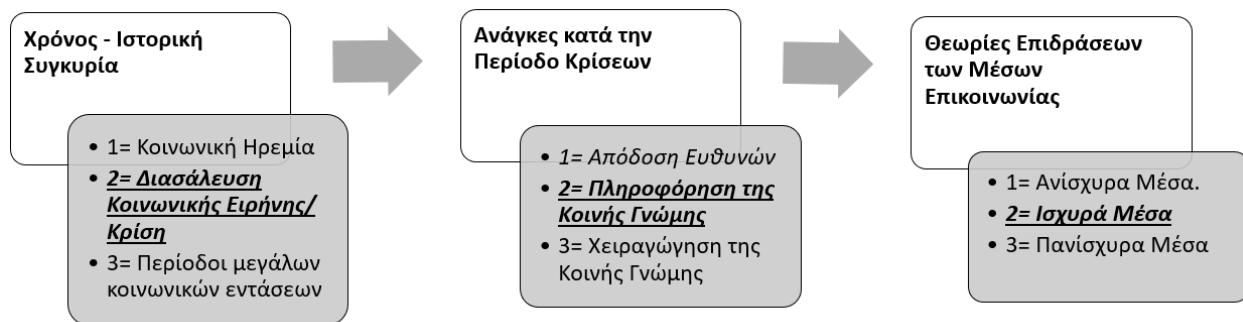 Χρόνος - Ιστορική
Συγκυρία
• 1= Κοινωνική Ηρεμία
• 2= Διασάλευση
Κοινωνικής Ειρήνης/
Κρίση
• 3= Περίοδοι μεγάλων
κοινωνικών εντάσεων
Ανάγκες κατά την
Περίοδο Κρίσεων
• 1= Απόδοση Ευθυνών
• 2= Πληροφόρηση της
Κοινής Γνώμης
• 3= Χειραγώγηση της
Κοινής Γνώμης
Θεωρίες Επιδράσεων
των Μέσων
Επικοινωνίας
• 1= Ανίσχυρα Μέσα.
• 2= Ισχυρά Μέσα
• 3= Πανίσχυρα Μέσα